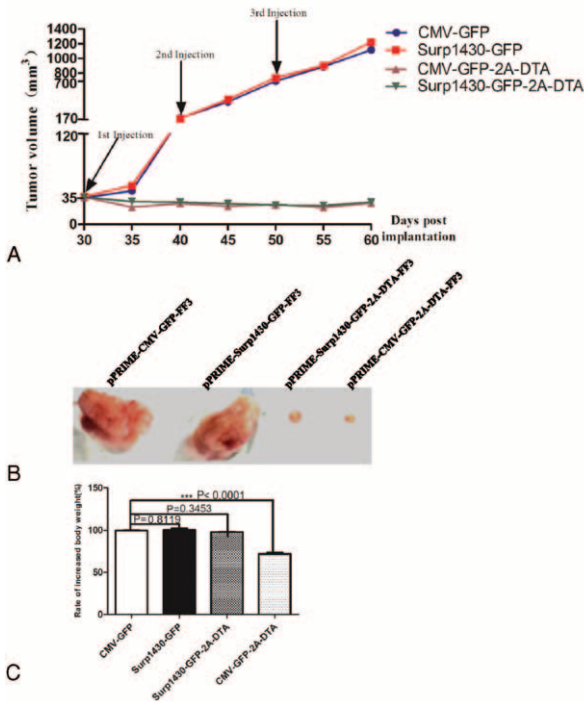 1400
1200
1000
800
700
170
120
35
0
Tumor volume (mm3)
1st Injection
2nd Injection
3rd Injection
CMV-GFP
Surp1430-GFP
CMV-GFP-2A-DTA
Surp1430-GFP-2A-DTA
30 35 40 45 50 55 60
Days post
implantation
A
pPRIME-CMV-GFP-FF3
pPRIME-Surp1430-GFP-FF3
pPRIME-Surp1430-GFP-2A-DTA-FF3
pPRIME-CMV-GFP-2A-DTA-FF3
B
Rate of increased body weight(%)
150
100
50
0
*** P< 0.0001
P=0.3453
P=0.8119
CMV-GFP
Surp1430-GFP
Surp1430-GFP-2A-DTA
CMV-GFP-2A-DTA
C